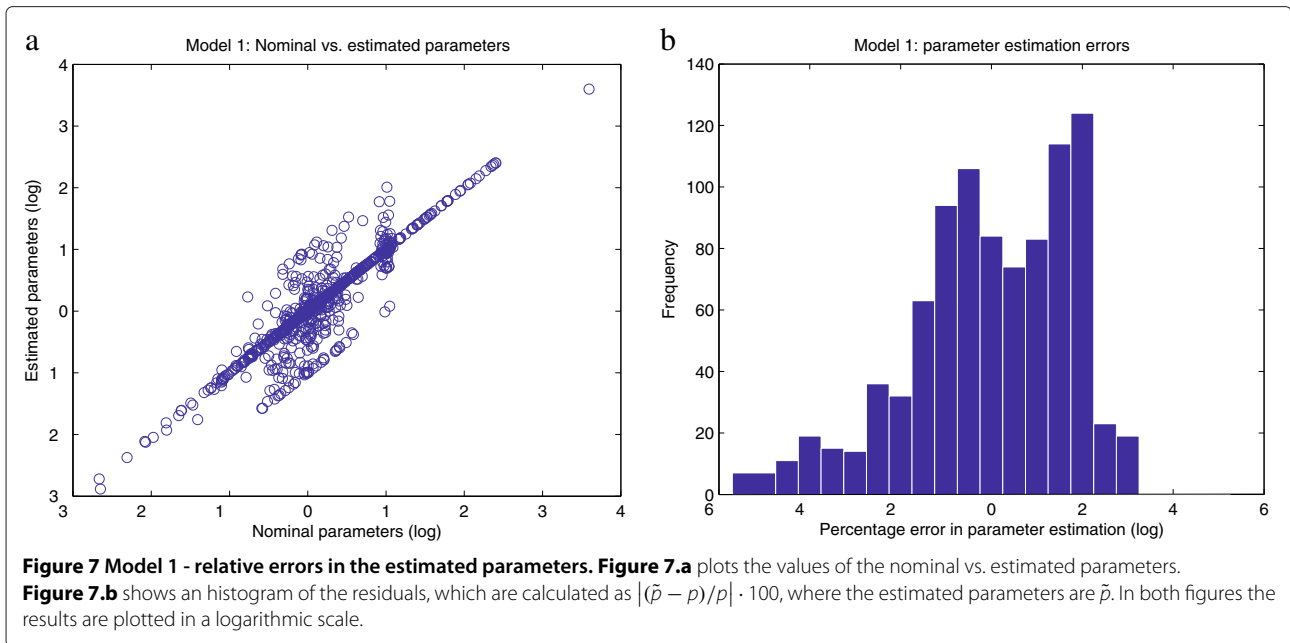 a
Model 1: Nominal vs. estimated parameters
4
3
2
1
0
1
2
3
Estimated parameters (log)
3 2 1 0 1 2 3 4
Nominal parameters (log)
b
Model 1: parameter estimation errors
140
120
100
80
60
40
20
0
Frequency
6 4 2 0 2 4 6
Percentage error in parameter estimation (log)
Figure 7 Model 1 - relative errors in the estimated parameters. Figure 7.a plots the values of the nominal vs. estimated parameters.
Figure 7.b shows an histogram of the residuals, which are calculated as |(p̃ − p)/p| · 100, where the estimated parameters are p̃. In both figures the
results are plotted in a logarithmic scale.